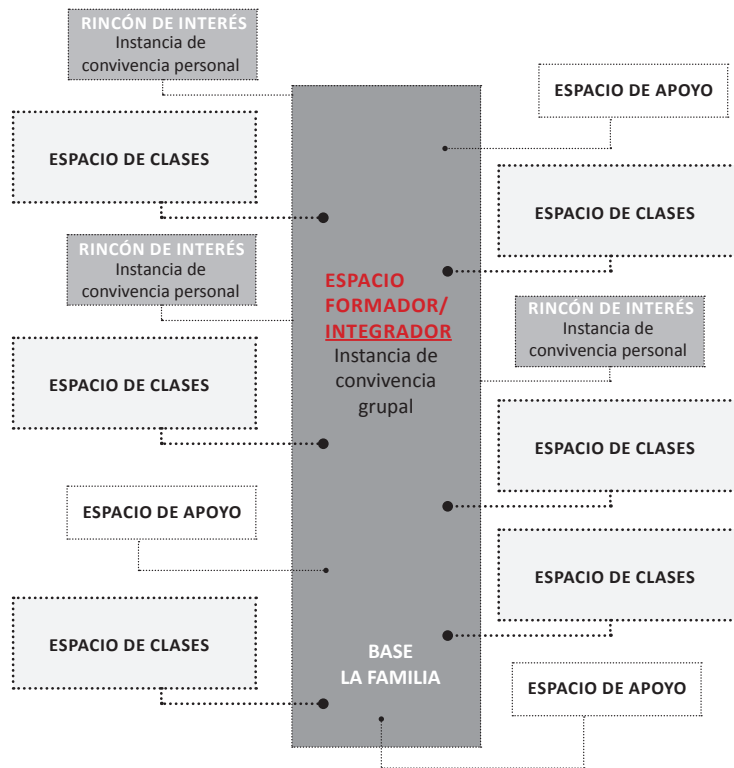 RINCÓN DE INTERÉS
Instancia de
convivencia personal
ESPACIO DE APOYO
ESPACIO DE CLASES
ESPACIO DE CLASES
RINCÓN DE INTERÉS
Instancia de
convivencia personal
ESPACIO
FORMADOR/
INTEGRADOR
Instancia de
convivencia
grupal
RINCÓN DE INTERÉS
Instancia de
convivencia personal
ESPACIO DE CLASES
ESPACIO DE CLASES
ESPACIO DE APOYO
ESPACIO DE CLASES
ESPACIO DE CLASES
BASE
LA FAMILIA
ESPACIO DE APOYO